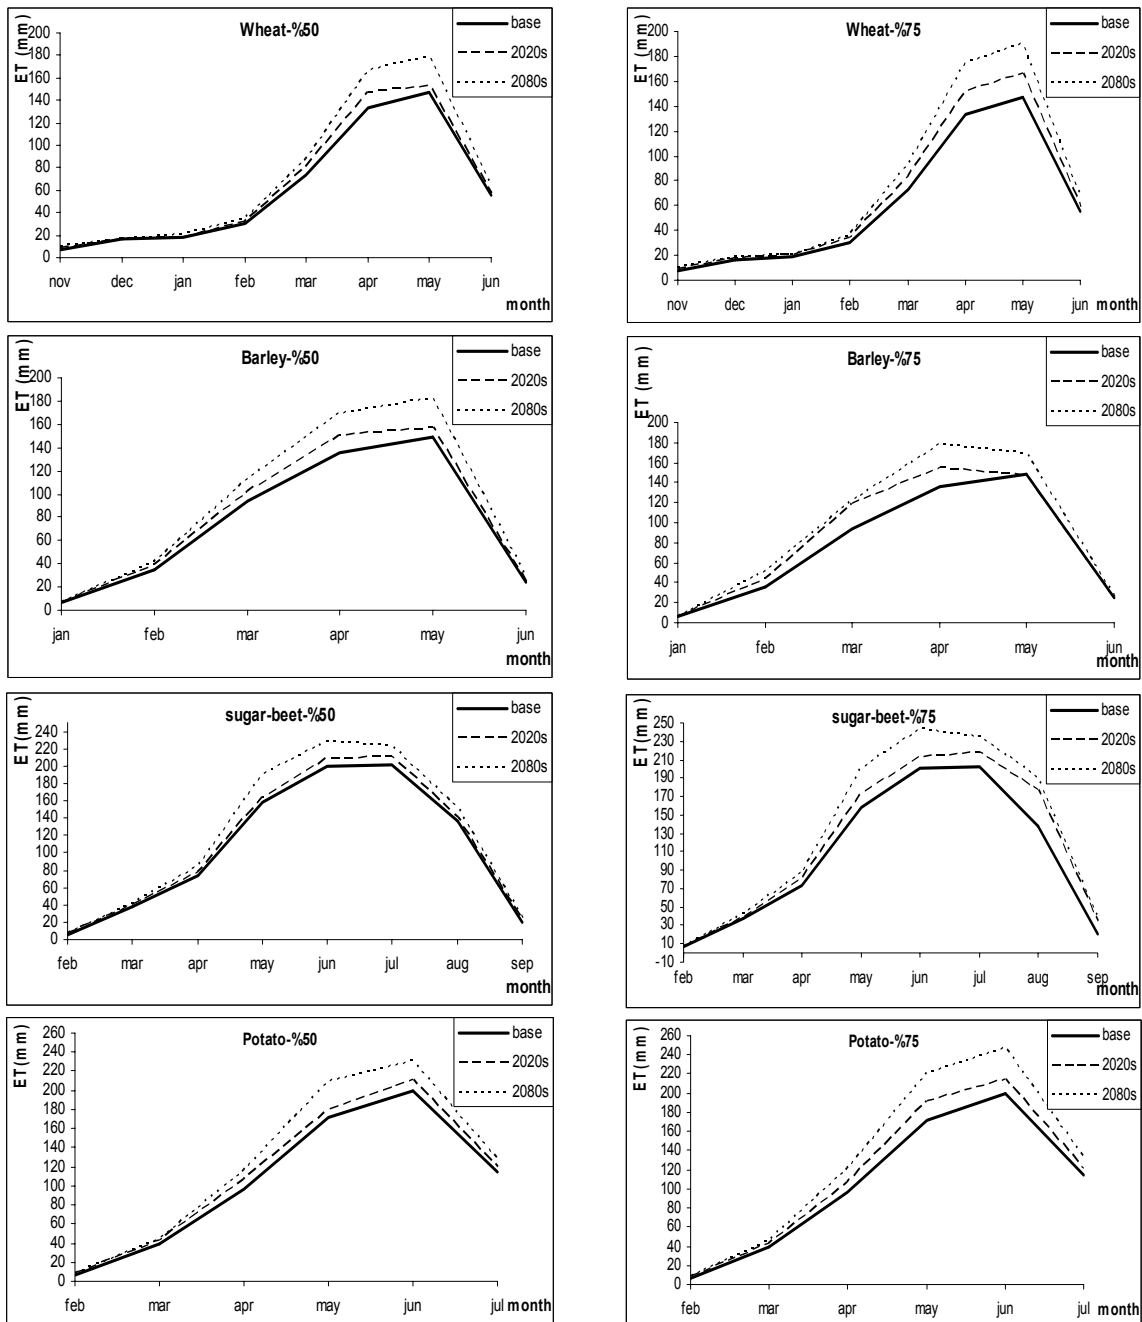 Wheat-%50
ET (mm)
base
2020s
2080s
200
180
160
140
120
100
80
60
40
20
0
nov dec jan feb mar apr may jun
month
Wheat-%75
ET (mm)
base
2020s
2080s
200
180
160
140
120
100
80
60
40
20
0
nov dec jan feb mar apr may jun
month
Barley-%50
ET (mm)
base
2020s
2080s
200
180
160
140
120
100
80
60
40
20
0
jan feb mar apr may jun
month
Barley-%75
ET (mm)
base
2020s
2080s
200
180
160
140
120
100
80
60
40
20
0
jan feb mar apr may jun
month
sugar-beet-%50
ET(mm)
base
2020s
2080s
240
220
200
180
160
140
120
100
80
60
40
20
0
feb mar apr may jun jul aug sep
month
sugar-beet-%75
ET(mm)
base
2020s
2080s
250
230
210
190
170
150
130
110
90
70
50
30
10
-10
feb mar apr may jun jul aug sep
month
Potato-%50
ET(mm)
base
2020s
2080s
260
240
220
200
180
160
140
120
100
80
60
40
20
0
feb mar apr may jun jul month
Potato-%75
ET(mm)
base
2020s
2080s
260
240
220
200
180
160
140
120
100
80
60
40
20
0
feb mar apr may jun jul month